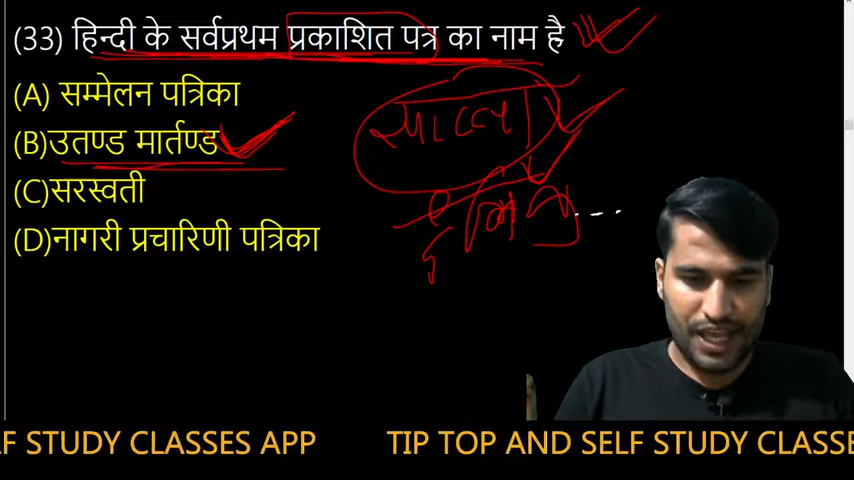 (33) हिन्दी के सर्वप्रथम प्रकाशित पत्र का नाम है
(A) सम्मेलन पत्रिका
(B)उतण्ड मार्तण्ड
(C)सरस्वती
(D)नागरी प्रचारिणी पत्रिका
LF STUDY CLASSES APP TIP TOP AND SELF STUDY CLASSE